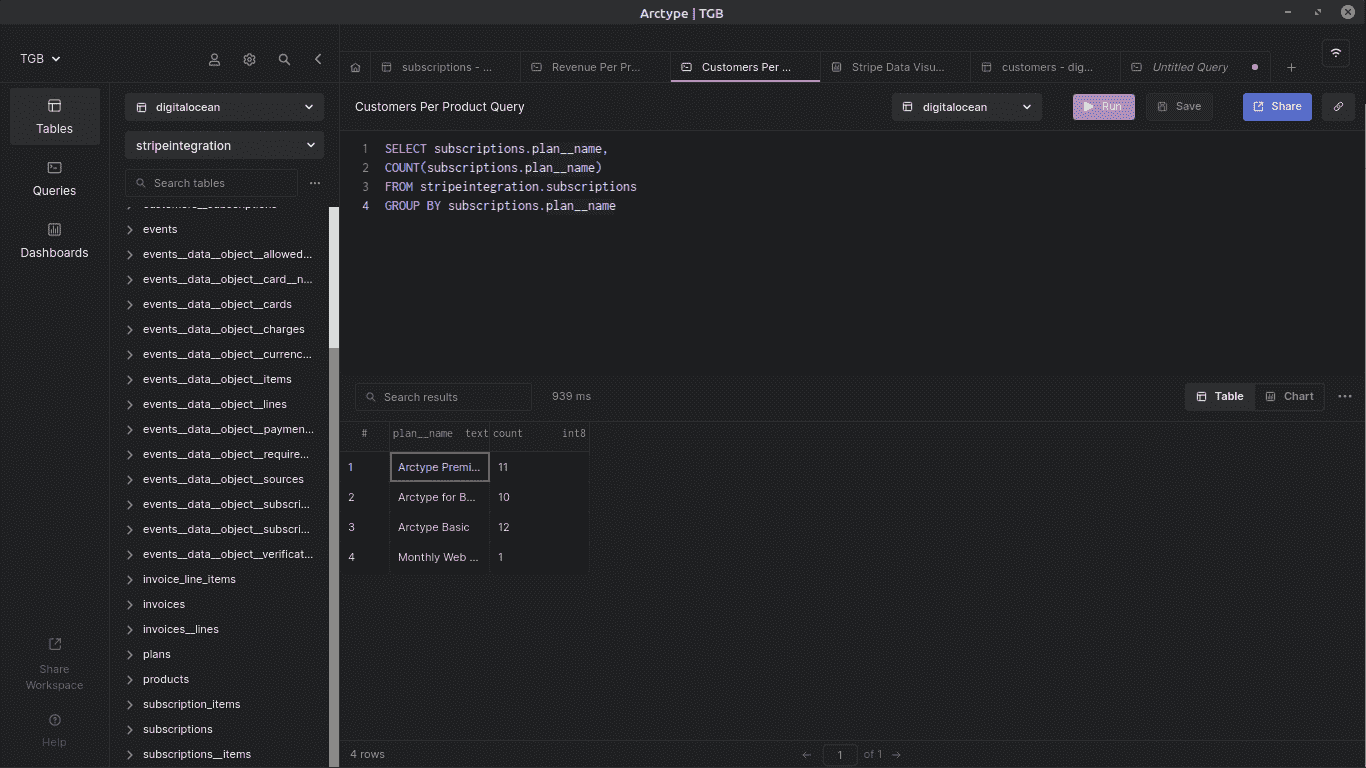 Arctype | TGB
TGB
subscriptions - ...
Revenue Per Pr...
Customers Per ...
Stripe Data Visu...
customers - dig...
Untitled Query
Tables
Queries
Dashboards
Share
Workspace
Help
digitalocean
stripeintegration
Search tables
customers__subscriptions
events
events__data__object__allowed...
events__data__object__card__n...
events__data__object__cards
events__data__object__charges
events__data__object__currenc...
events__data__object__items
events__data__object__lines
events__data__object__paymen...
events__data__object__require...
events__data__object__sources
events__data__object__subscri...
events__data__object__subscri...
events__data__object__verificat...
invoice_line_items
invoices
invoices__lines
plans
products
subscription_items
subscriptions
subscriptions__items
Customers Per Product Query
digitalocean
Run
Save
Share
1 SELECT subscriptions.plan__name,
2 COUNT(subscriptions.plan__name)
3 FROM stripeintegration.subscriptions
4 GROUP BY subscriptions.plan__name
Search results
939 ms
Table
Chart
# plan__name text count int8
1 Arctype Premi... 11
2 Arctype for B... 10
3 Arctype Basic 12
4 Monthly Web ... 1
4 rows
1 of 1